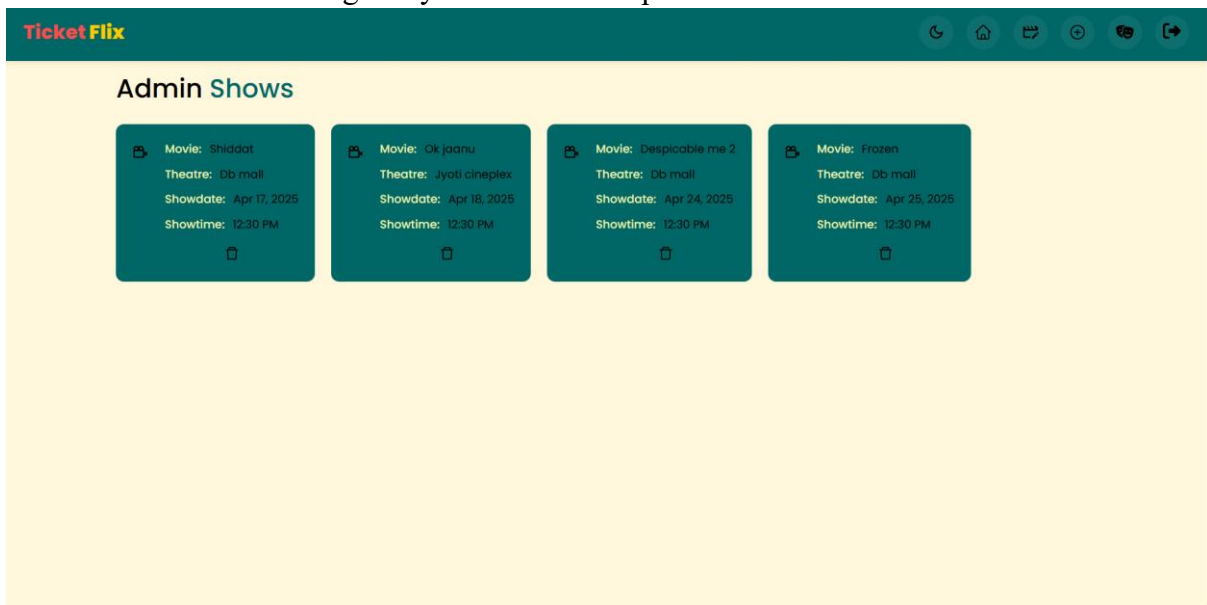 Ticket Flix
Admin Shows
Movie: Shiddat
Theatre: Db mall
Showdate: Apr 17, 2025
Showtime: 12:30 PM
Movie: Ok jaanu
Theatre: Jyoti cineplex
Showdate: Apr 18, 2025
Showtime: 12:30 PM
Movie: Despicable me 2
Theatre: Db mall
Showdate: Apr 24, 2025
Showtime: 12:30 PM
Movie: Frozen
Theatre: Db mall
Showdate: Apr 25, 2025
Showtime: 12:30 PM